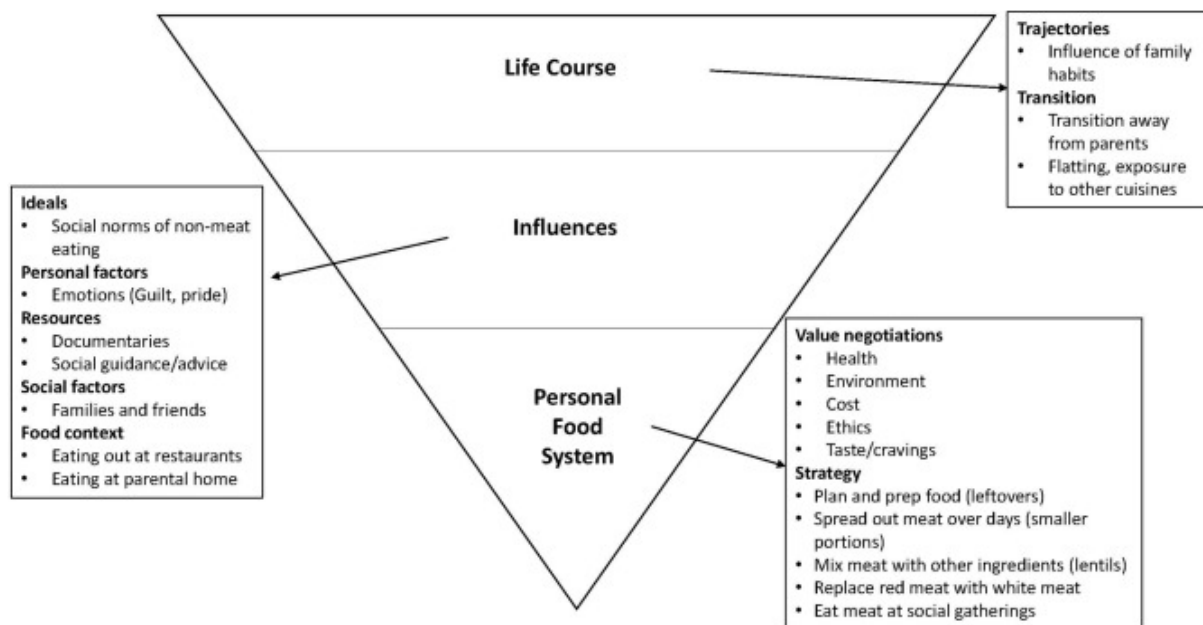 Life Course
Trajectories
• Influence of family
habits
Transition
• Transition away
from parents
• Flatting, exposure
to other cuisines
Influences
Ideals
• Social norms of non-meat
eating
Personal factors
• Emotions (Guilt, pride)
Resources
• Documentaries
• Social guidance/advice
Social factors
• Families and friends
Food context
• Eating out at restaurants
• Eating at parental home
Personal
Food
System
Value negotiations
• Health
• Environment
• Cost
• Ethics
• Taste/cravings
Strategy
• Plan and prep food (leftovers)
• Spread out meat over days (smaller
portions)
• Mix meat with other ingredients (lentils)
• Replace red meat with white meat
• Eat meat at social gatherings